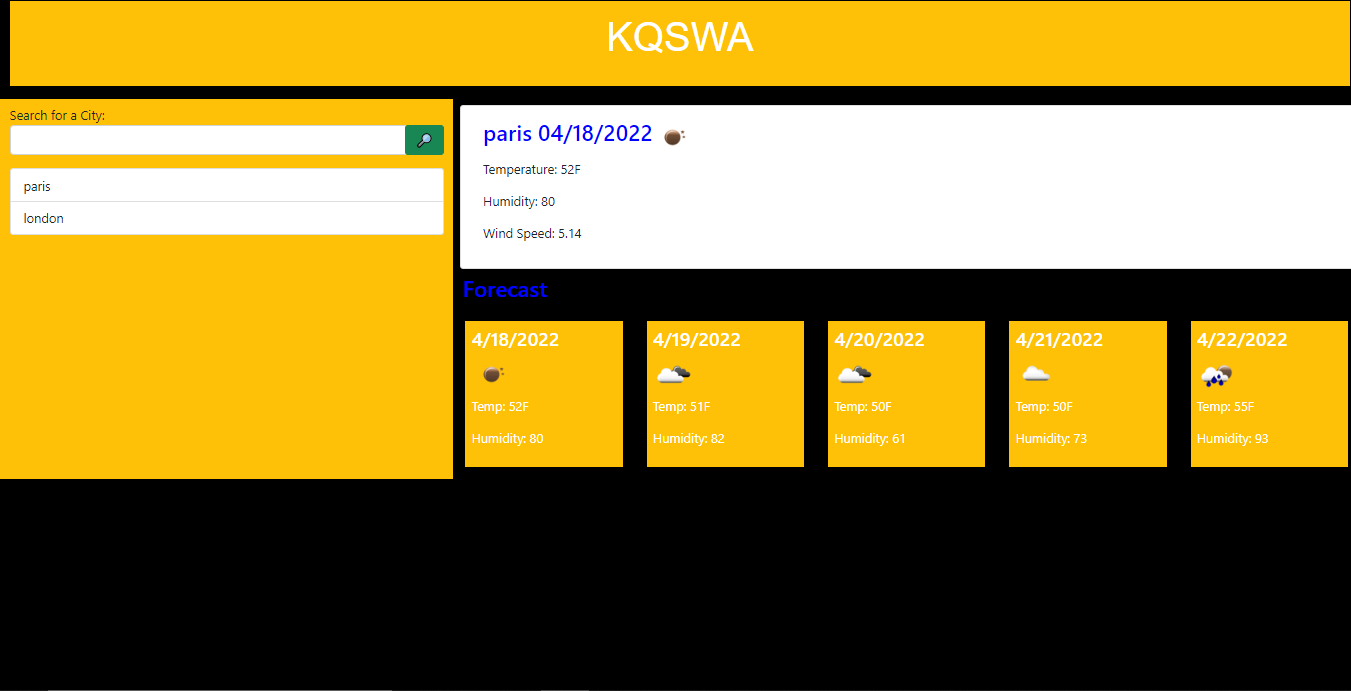 KQSWA
Search for a City:
paris
london
paris 04/18/2022
Temperature: 52F
Humidity: 80
Wind Speed: 5.14
Forecast
4/18/2022
Temp: 52F
Humidity: 80
4/19/2022
Temp: 51F
Humidity: 82
4/20/2022
Temp: 50F
Humidity: 61
4/21/2022
Temp: 50F
Humidity: 73
4/22/2022
Temp: 55F
Humidity: 93